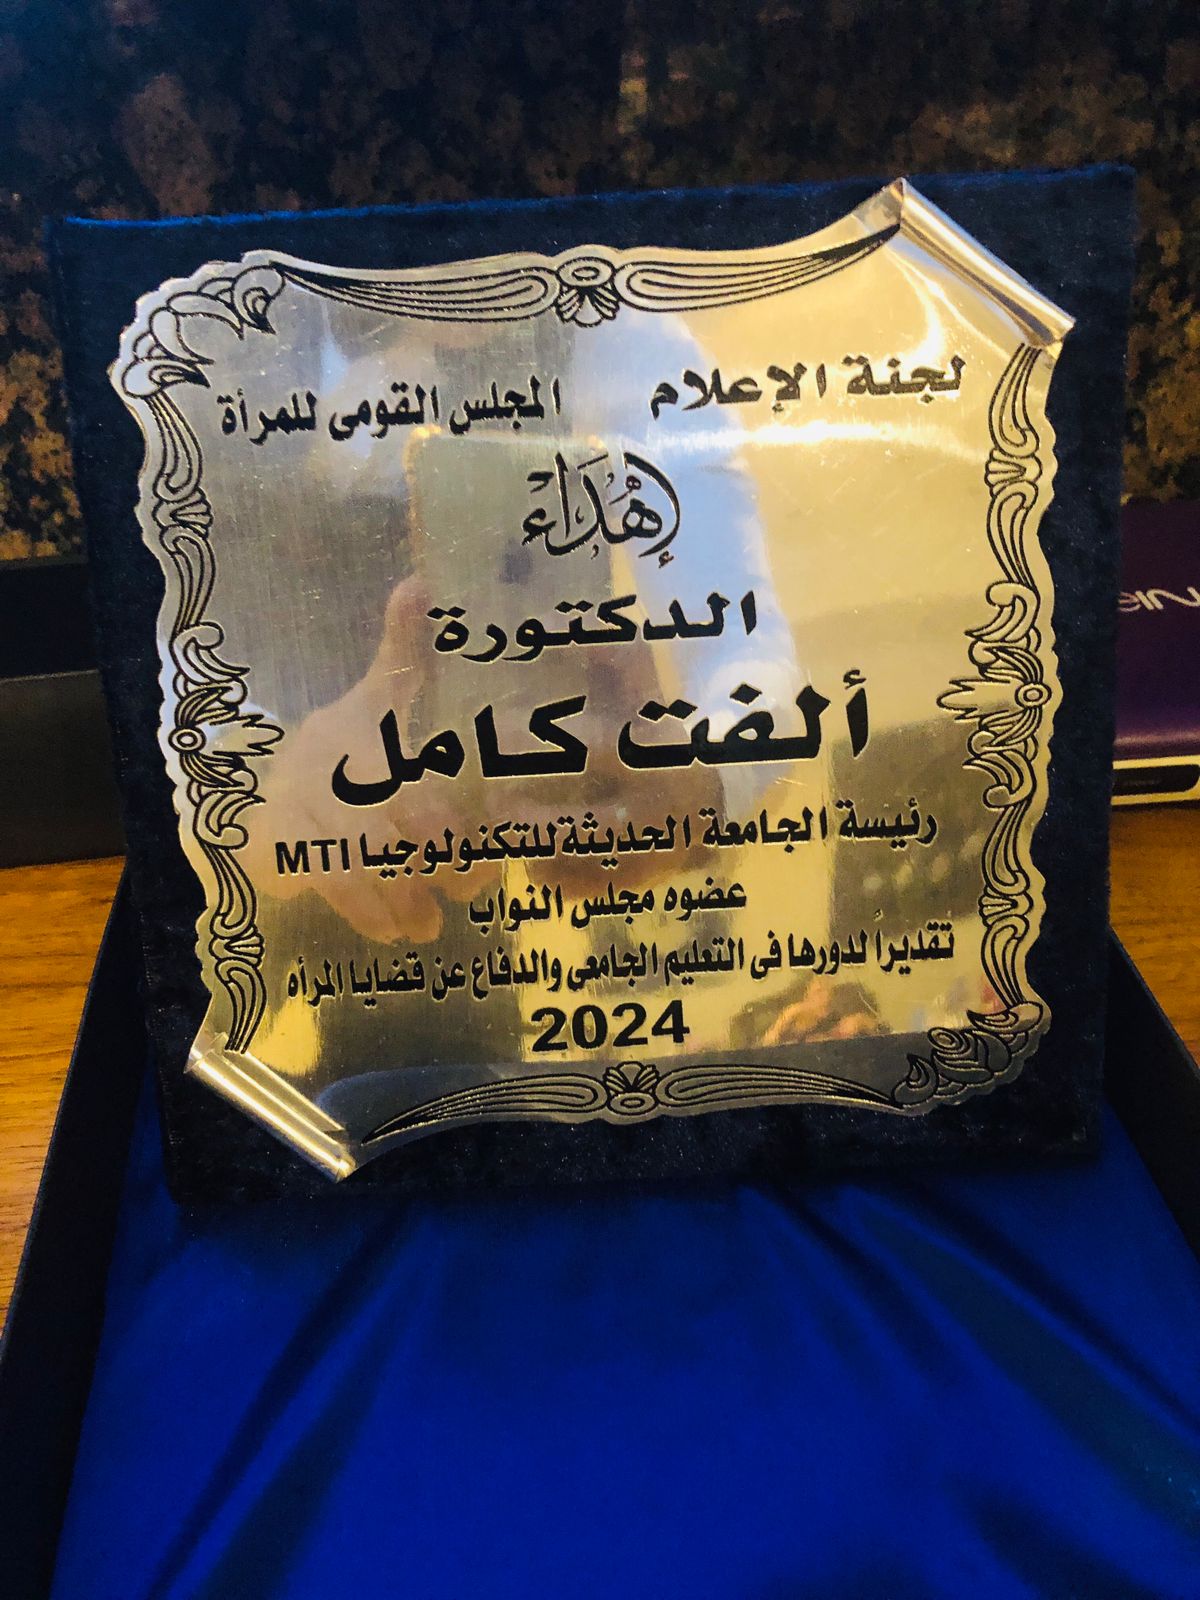 لجنة الإعلام المجلس القومى للمرأة
إهُدَاَءْ
الدكتورة
ألفت كامل
رئيسة الجامعة الحديثة للتكنولوجيا MTI
عضوه مجلس النواب
تقديراً لدورها فى التعليم الجامعى والدفاع عن قضايا المرأه
2024